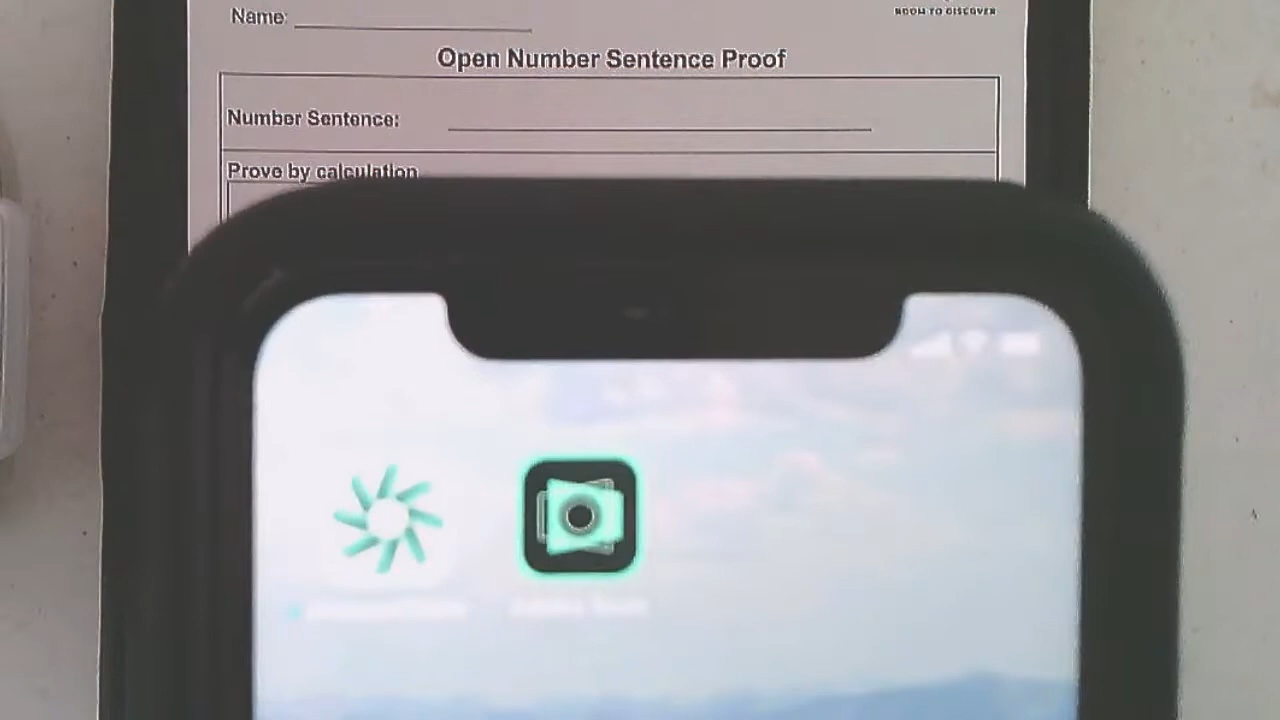 Name:
ROOM TO DISCOVER
Open Number Sentence Proof
Number Sentence:
Prove by calculation